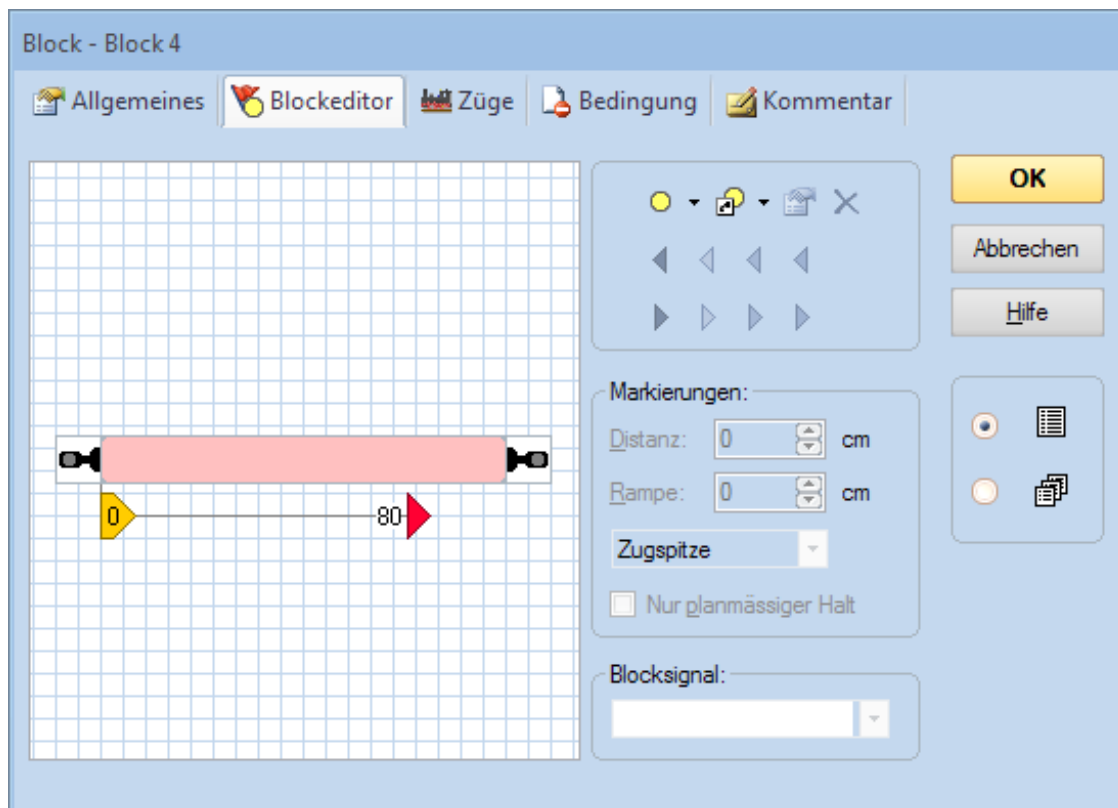 Block - Block 4
Allgemeines Blockeditor Züge Bedingung Kommentar
OK
Abbrechen
Hilfe
Markierungen:
Distanz: 0 cm
Rampe: 0 cm
Zugspitze
Nur planmässiger Halt
Blocksignal:
0 80